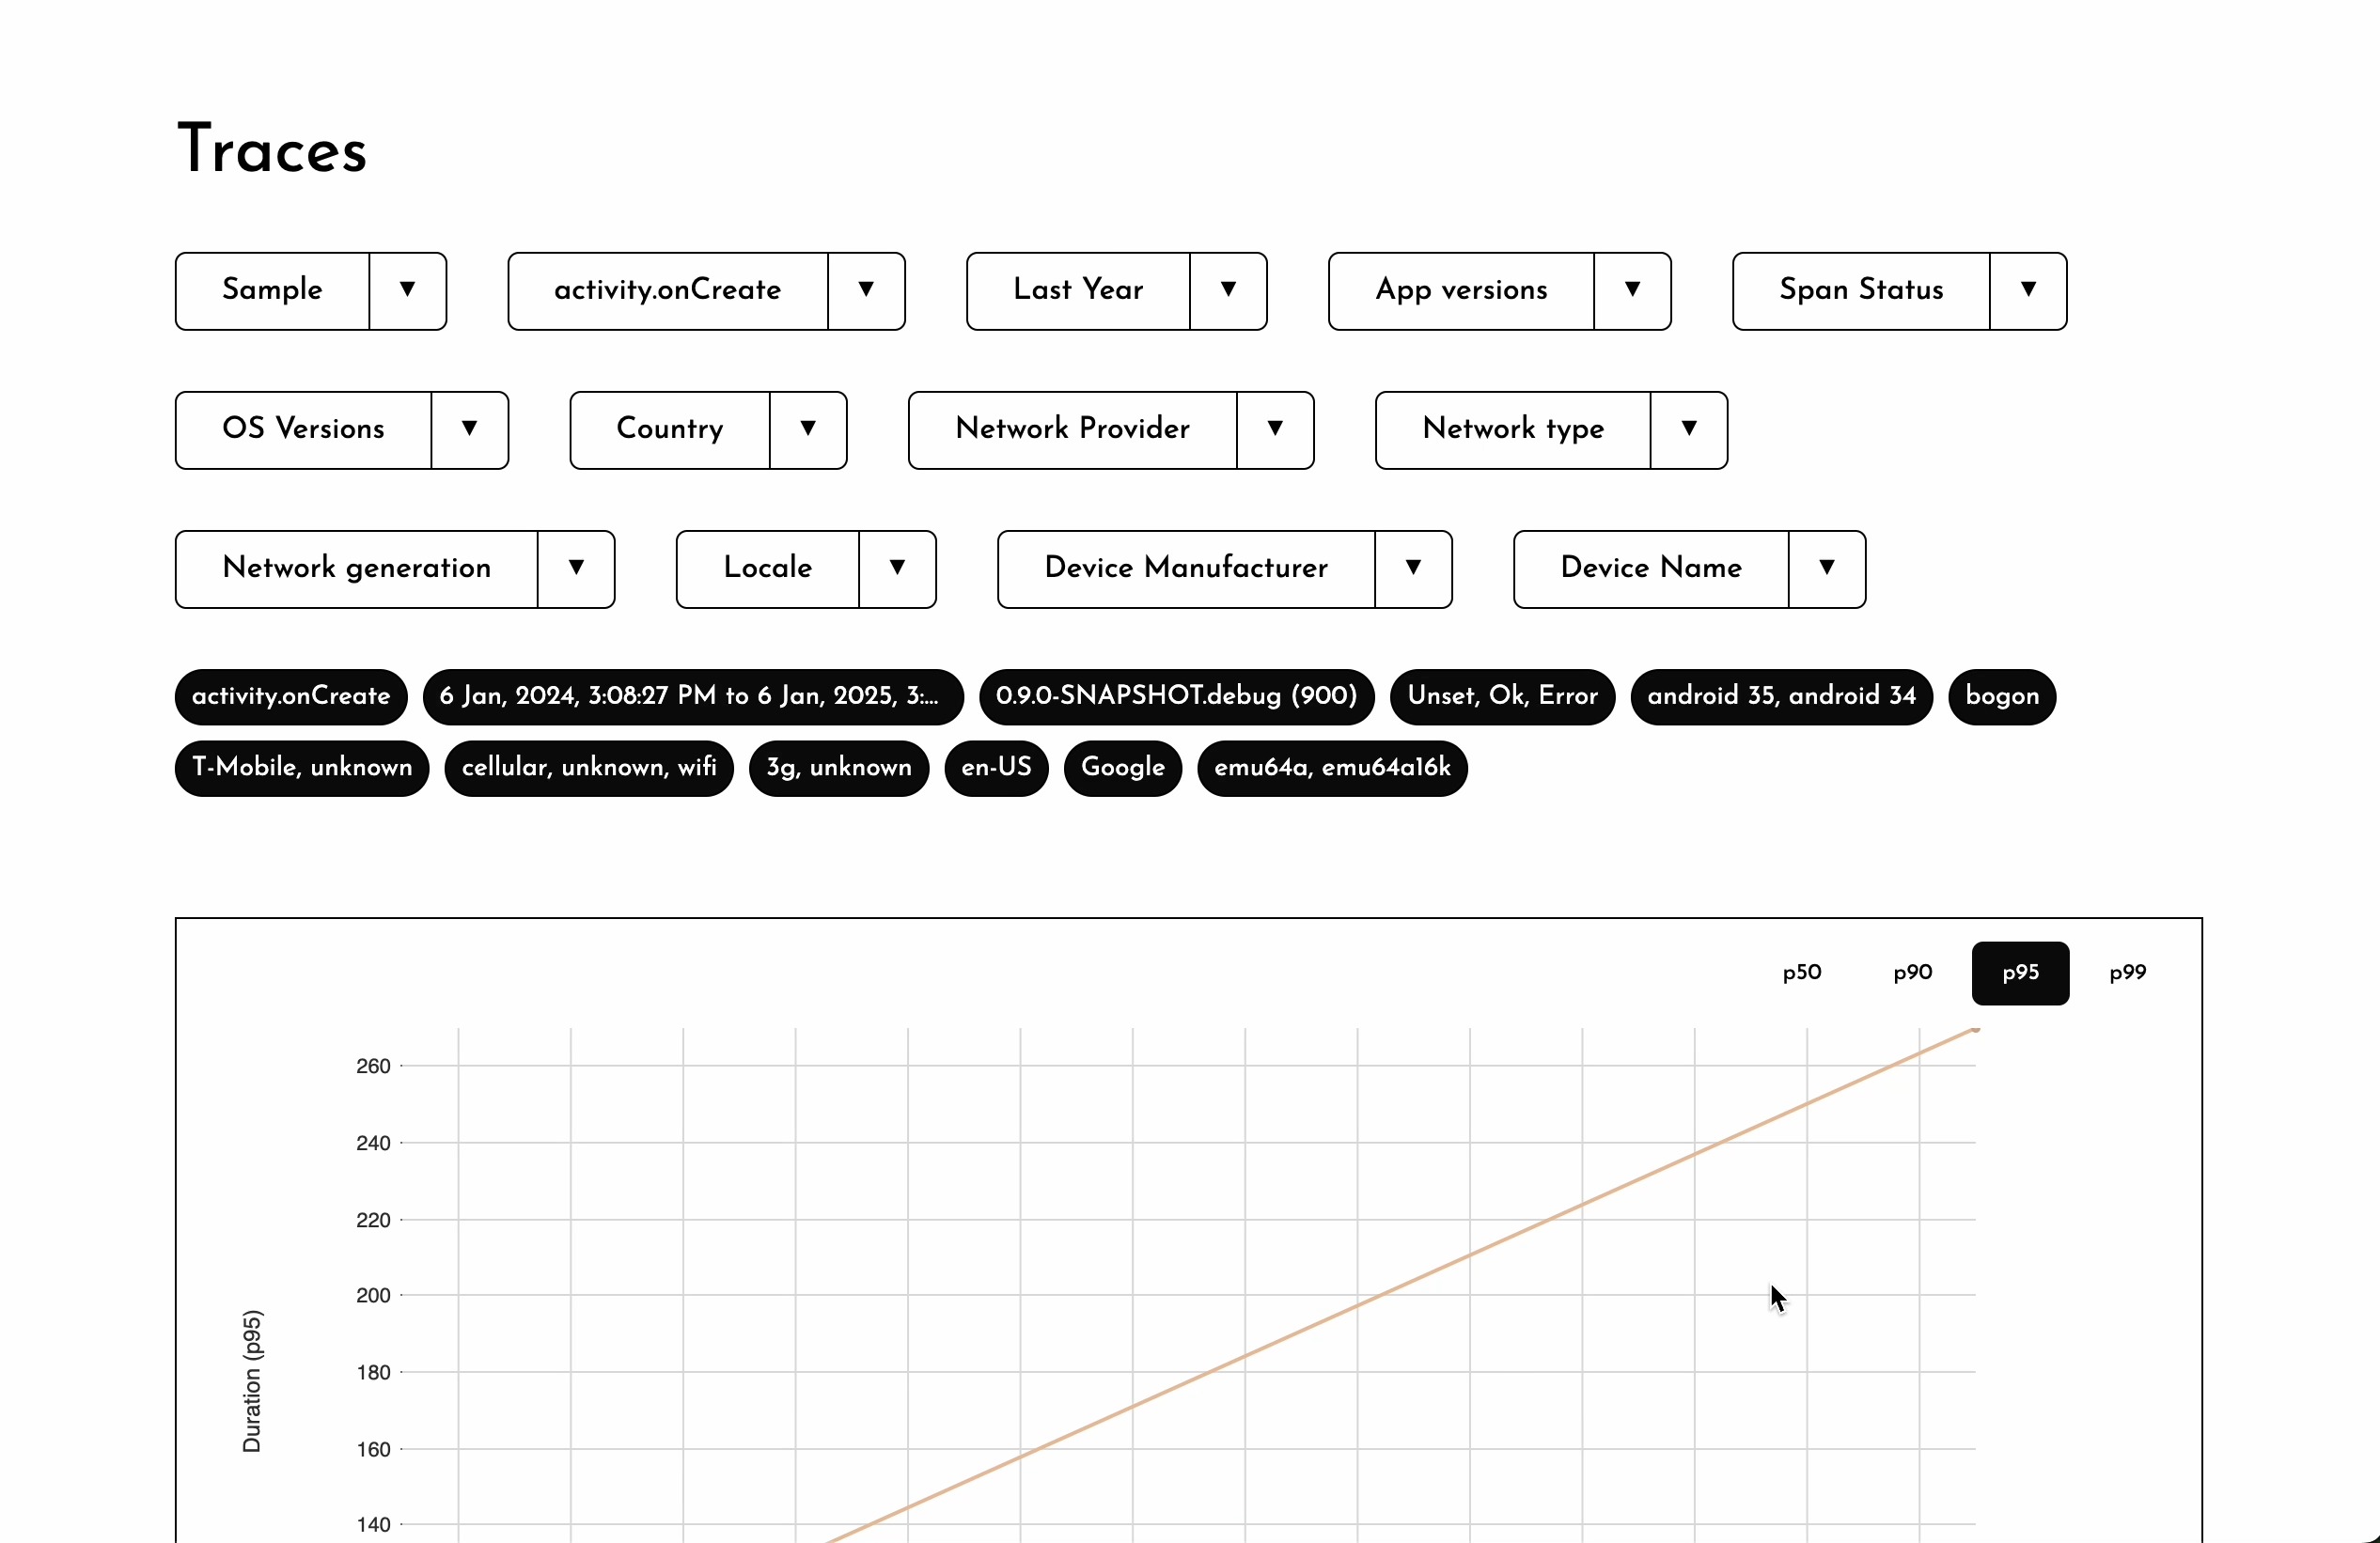 Traces
Sample ▼ activity.onCreate ▼ Last Year ▼ App versions ▼ Span Status ▼
OS Versions ▼ Country ▼ Network Provider ▼ Network type ▼
Network generation ▼ Locale ▼ Device Manufacturer ▼ Device Name ▼
activity.onCreate 6 Jan, 2024, 3:08:27 PM to 6 Jan, 2025, 3:... 0.9.0-SNAPSHOT.debug (900) Unset, Ok, Error android 35, android 34 bogon
T-Mobile, unknown cellular, unknown, wifi 3g, unknown en-US Google emu64a, emu64a16k
p50 p90 p95 p99
260
240
220
200
180
160
140
Duration (p95)